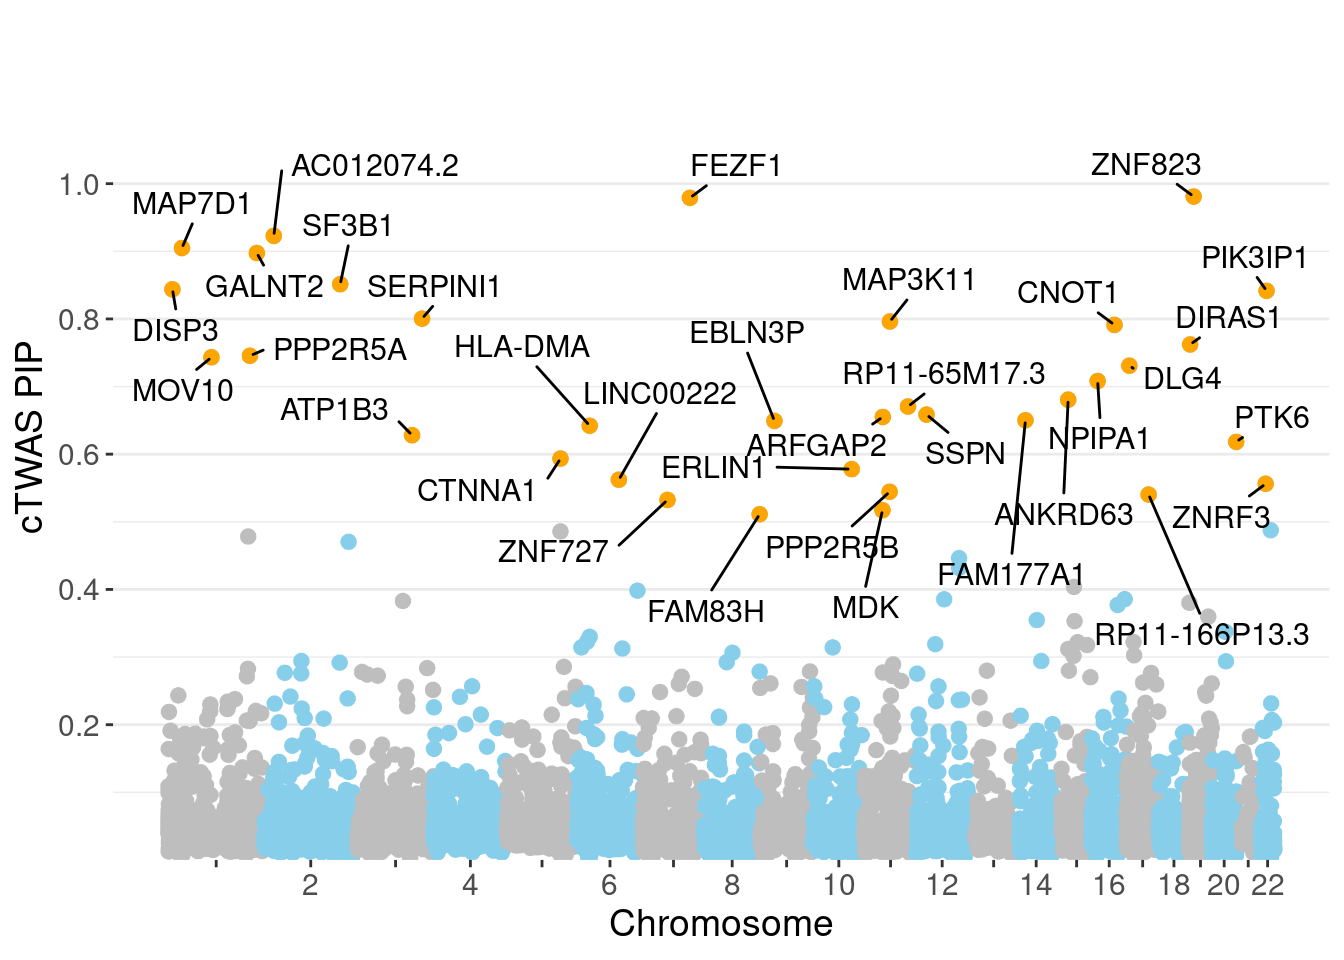 AC012074.2
FEZF1
ZNF823
1.0
MAP7D1
SF3B1
PIK3IP1
GALNT2
SERPINI1
MAP3K11
CNOT1
DISP3
0.8
EBLN3P
DIRAS1
PPP2R5A
HLA-DMA
RP11-65M17.3
DLG4
MOV10
LINC00222
ATP1B3
PTK6
ARFGAP2
NPIPA1
0.6
SSPN
ERLIN1
CTNNA1
ANKRD63
ZNRF3
ZNF727
PPP2R5B
FAM177A1
0.4
FAM83H
MDK
RP11-166P13.3
0.2
cTWAS PIP
2 4 6 8 10 12 14 16 18 20 22
Chromosome